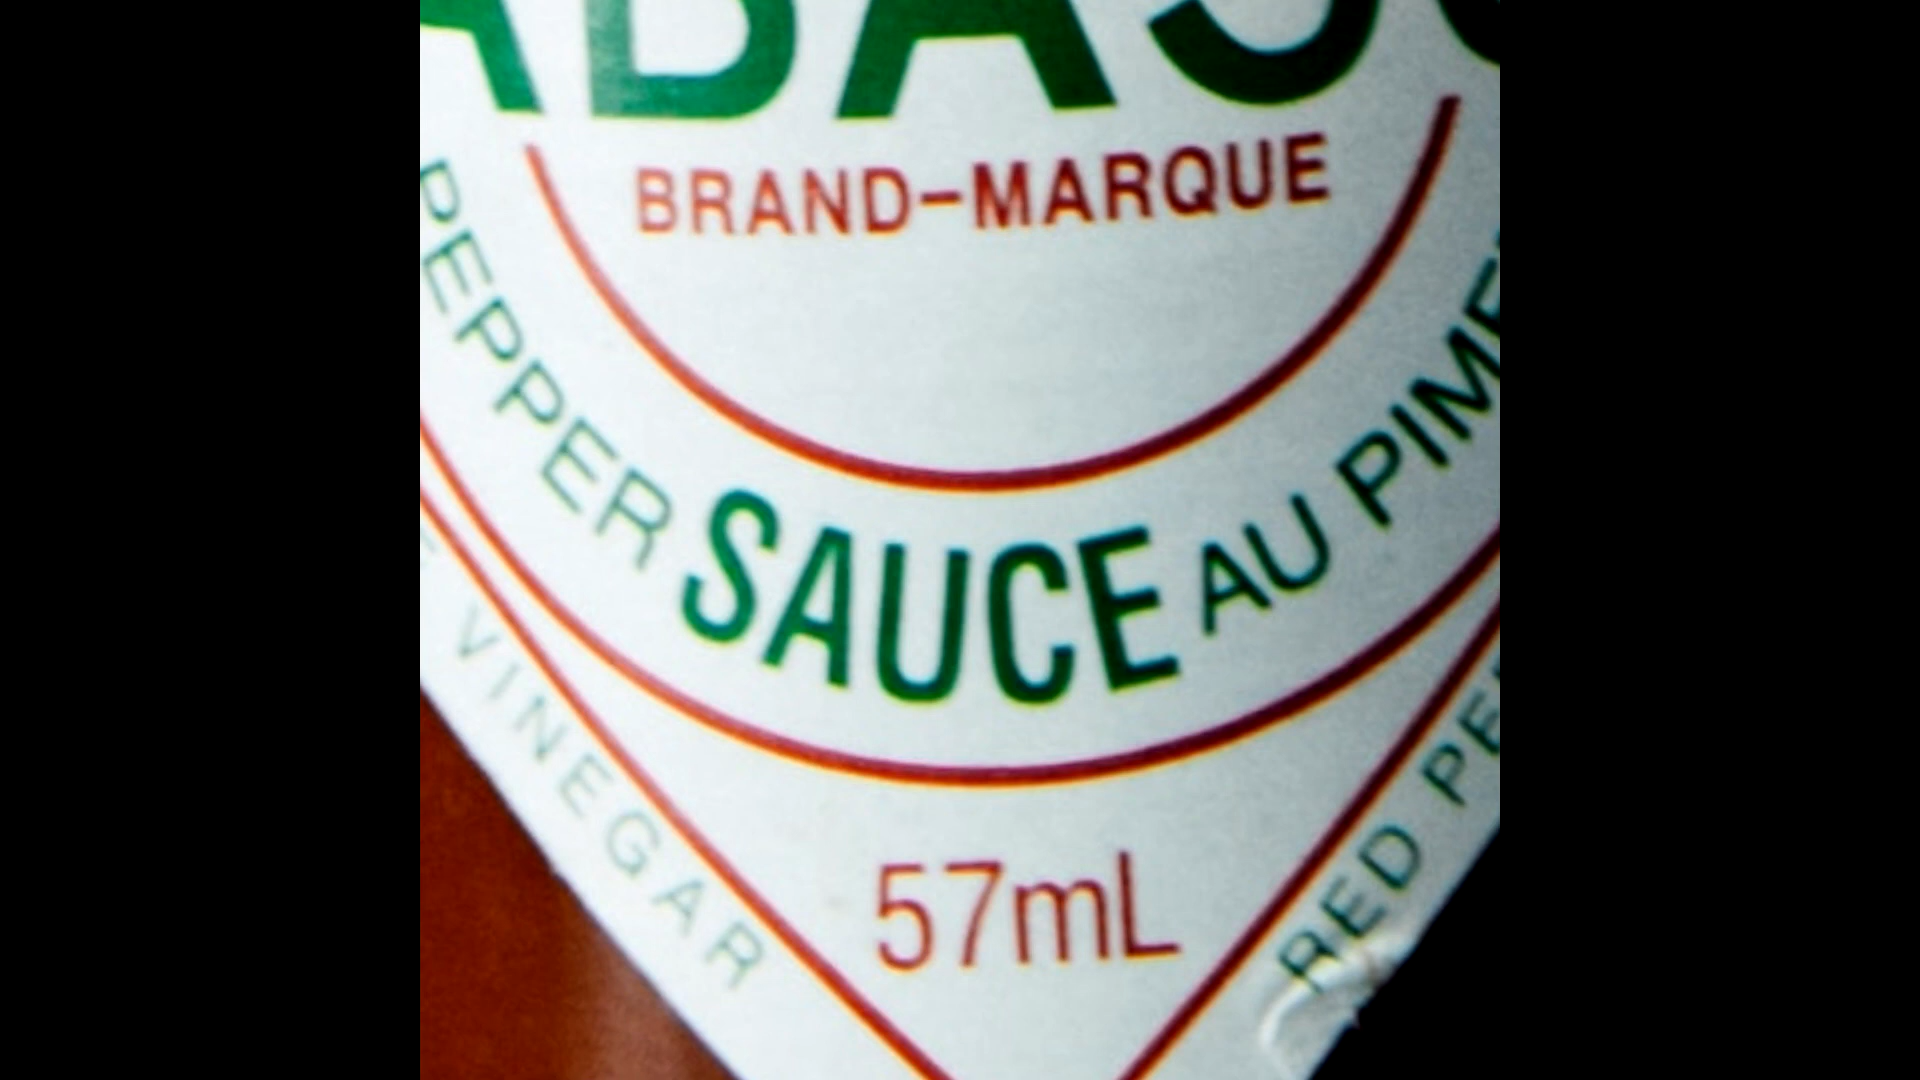 ABAS
BRAND-MARQUE
PEPPER SAUCE AU PIME
57mL
VINEGAR
RED PE